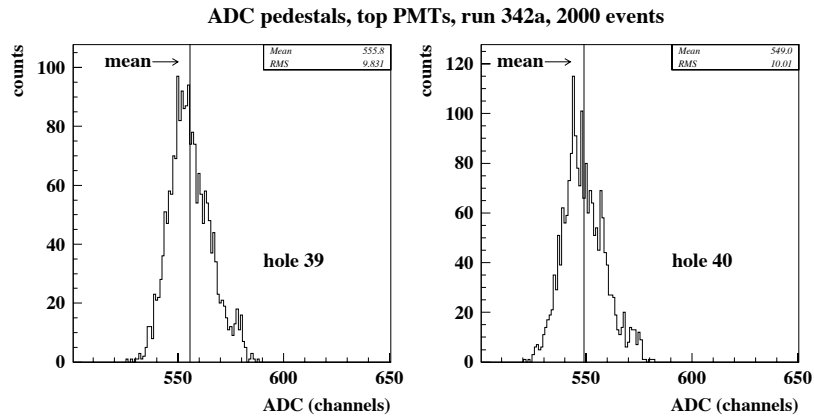 ADC pedestals, top PMTs, run 342a, 2000 events
counts
100
80
60
40
20
0
mean
Mean 555.8
RMS 9.831
hole 39
550 600 650
ADC (channels)
counts
120
100
80
60
40
20
0
mean
Mean 549.0
RMS 10.01
hole 40
550 600 650
ADC (channels)